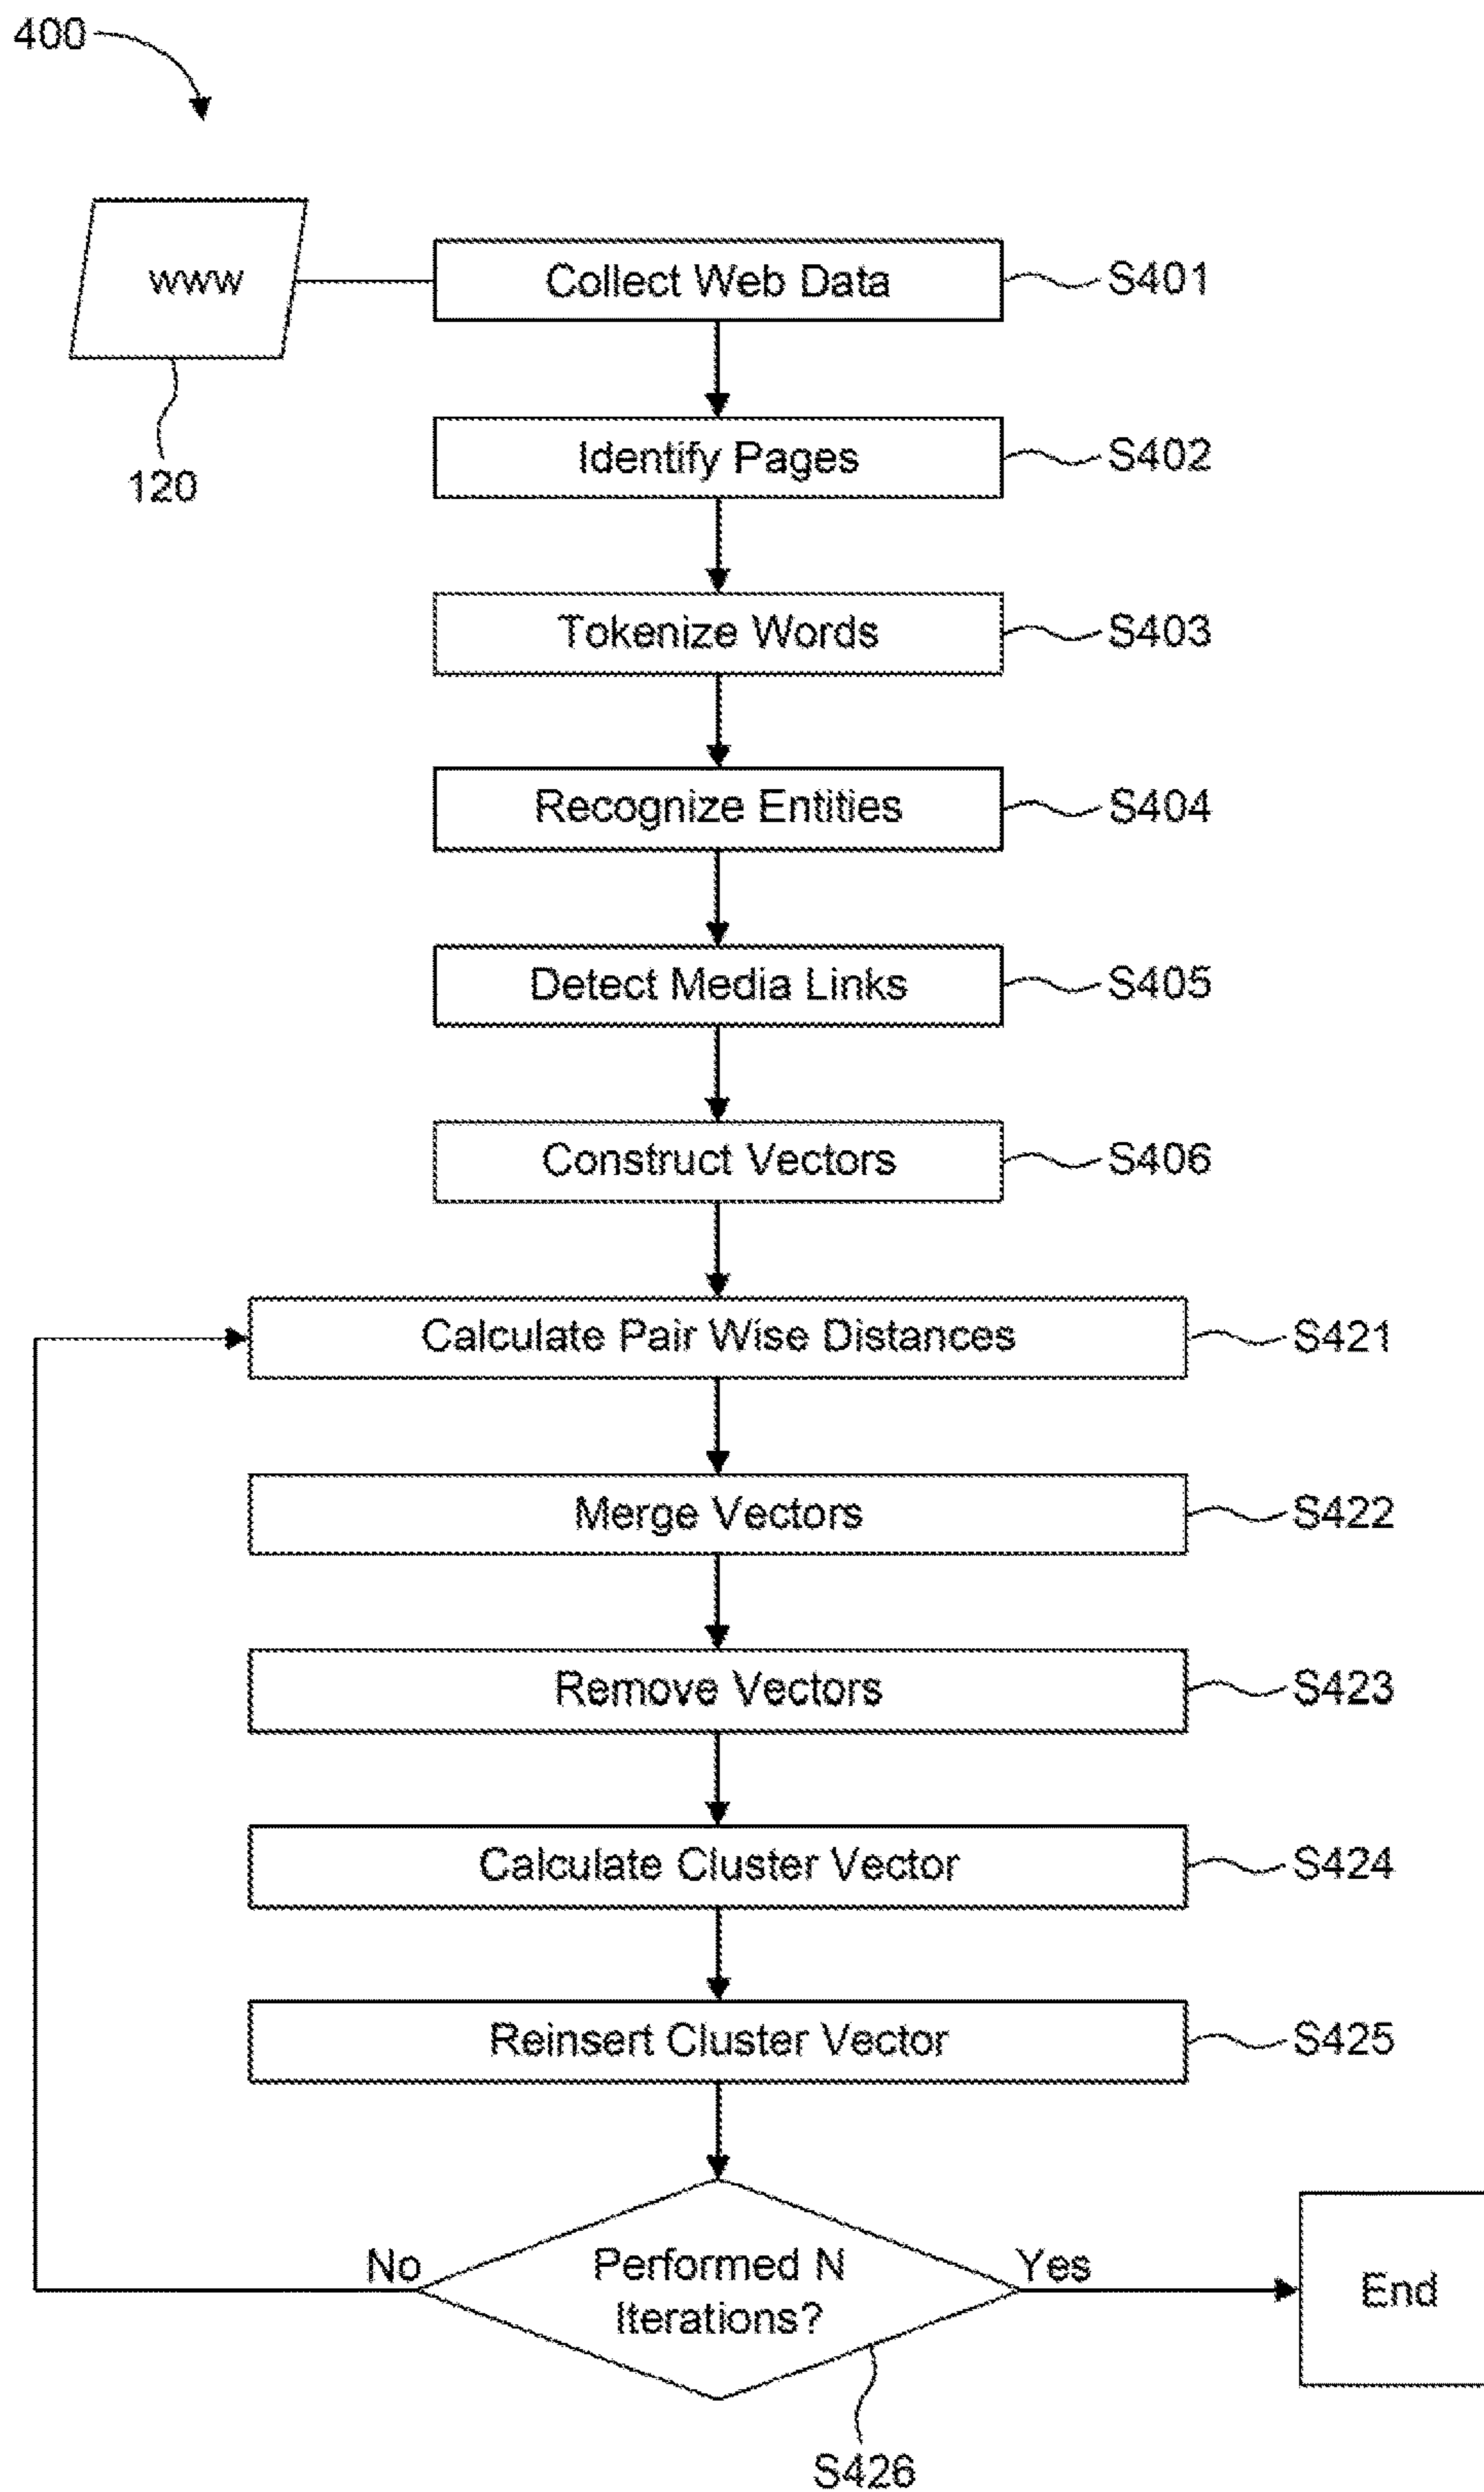 400
www
Collect Web Data
S401
120
Identify Pages
S402
Tokenize Words
S403
Recognize Entities
S404
Detect Media Links
S405
Construct Vectors
S406
Calculate Pair Wise Distances
S421
Merge Vectors
S422
Remove Vectors
S423
Calculate Cluster Vector
S424
Reinsert Cluster Vector
S425
No
Performed N
Iterations?
Yes
End
S426